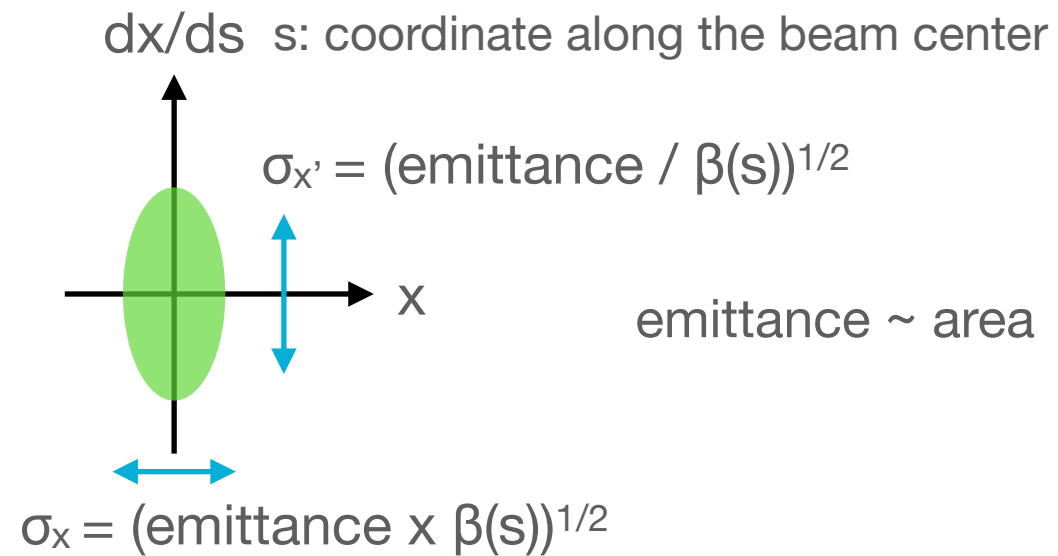 dx/ds s: coordinate along the beam center
σx’ = (emittance / β(s))1/2
x
emittance ~ area
σx = (emittance x β(s))1/2